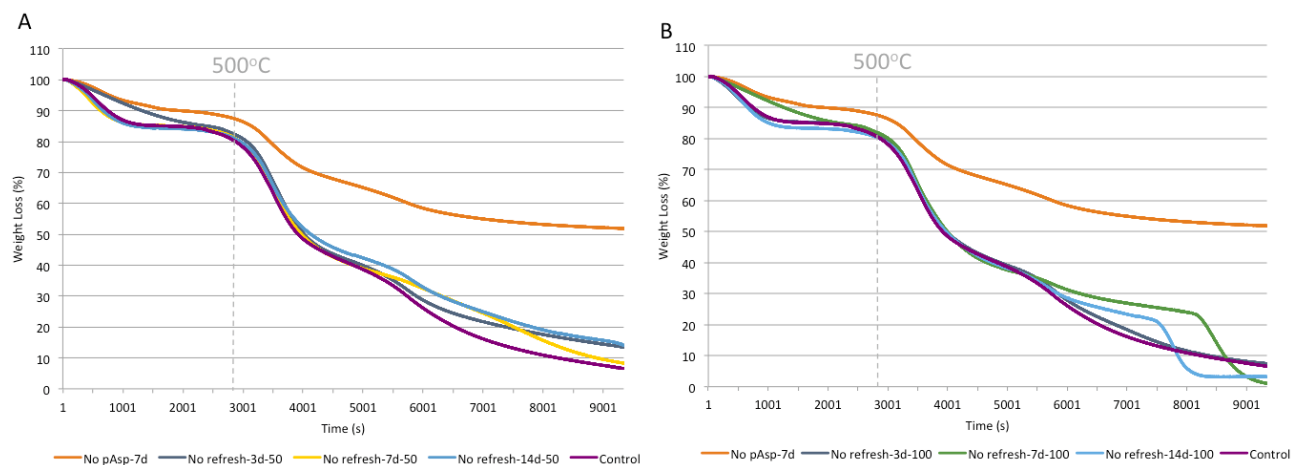 A
500°C
110
100
90
80
70
60
50
40
30
20
10
0
Weight Loss (%)
1 1001 2001 3001 4001 5001 6001 7001 8001 9001
Time (s)
No pAsp-7d No refresh-3d-50 No refresh-7d-50 No refresh-14d-50 Control
B
500°C
110
100
90
80
70
60
50
40
30
20
10
0
Weight Loss (%)
1 1001 2001 3001 4001 5001 6001 7001 8001 9001
Time (s)
No pAsp-7d No refresh-3d-100 No refresh-7d-100 No refresh-14d-100 Control